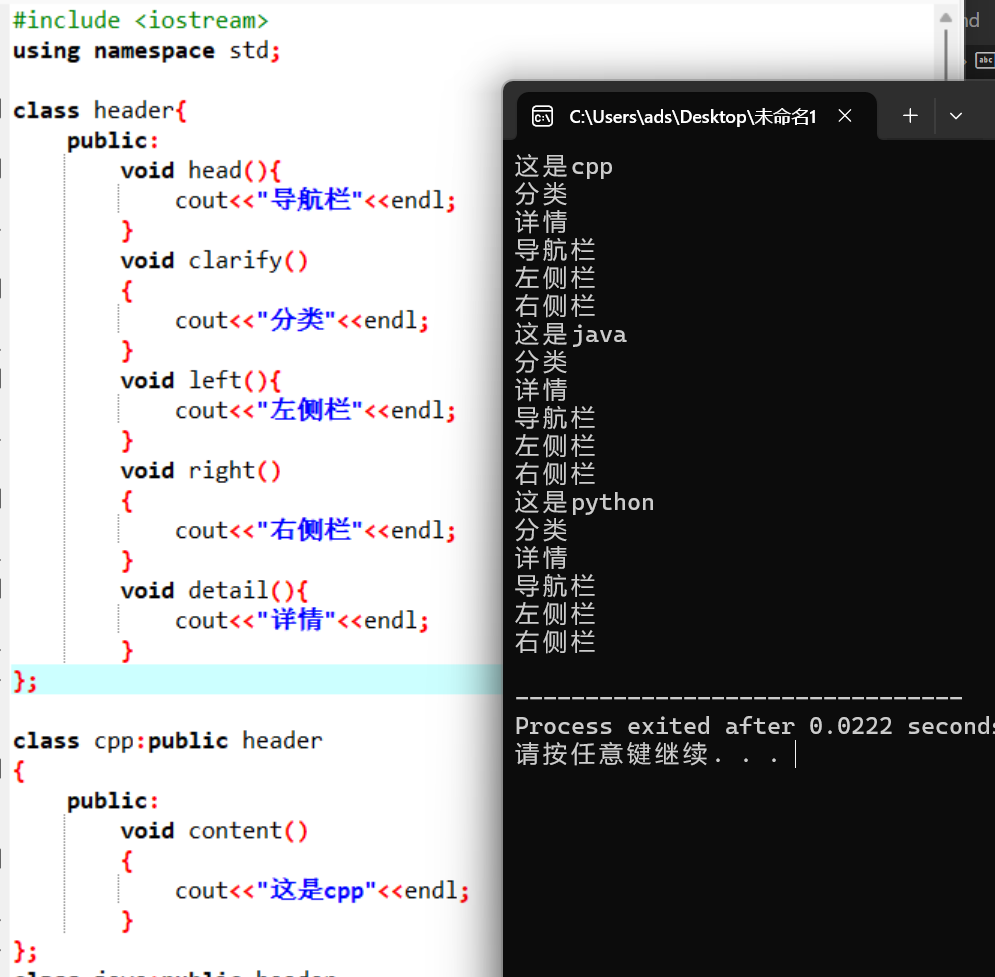 #include <iostream>
using namespace std;
class header{
public:
void head(){
cout<<"导航栏"<<endl;
}
void clarify()
{
cout<<"分类"<<endl;
}
void left(){
cout<<"左侧栏"<<endl;
}
void right()
{
cout<<"右侧栏"<<endl;
}
void detail(){
cout<<"详情"<<endl;
}
};
class cpp:public header
{
public:
void content()
{
cout<<"这是cpp"<<endl;
}
};
nd
abc
C:\Users\ads\Desktop\未命名1
这是cpp
分类
详情
导航栏
左侧栏
右侧栏
这是java
分类
详情
导航栏
左侧栏
右侧栏
这是python
分类
详情
导航栏
左侧栏
右侧栏
--------------------------------
Process exited after 0.0222 seconds
请按任意键继续. . .